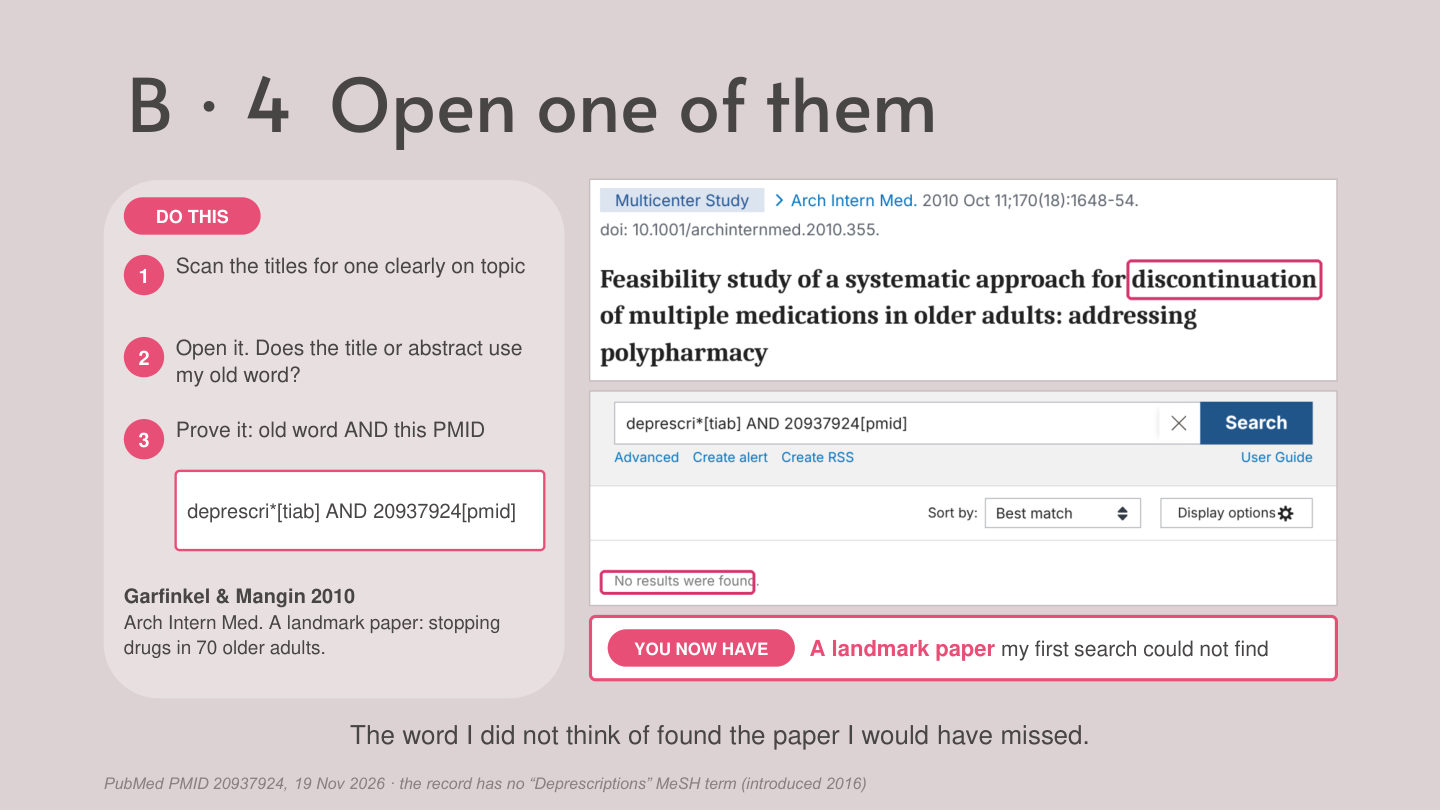 B · 4 Open one of them
DO THIS
1 Scan the titles for one clearly on topic
2 Open it. Does the title or abstract use
my old word?
3 Prove it: old word AND this PMID
deprescri*[tiab] AND 20937924[pmid]
Garfinkel & Mangin 2010
Arch Intern Med. A landmark paper: stopping
drugs in 70 older adults.
Multicenter Study > Arch Intern Med. 2010 Oct 11;170(18):1648-54.
doi: 10.1001/archinternmed.2010.355.
Feasibility study of a systematic approach for discontinuation
of multiple medications in older adults: addressing
polypharmacy
deprescri*[tiab] AND 20937924[pmid] Search
Advanced Create alert Create RSS User Guide
Sort by: Best match Display options
No results were found.
YOU NOW HAVE A landmark paper my first search could not find
The word I did not think of found the paper I would have missed.
PubMed PMID 20937924, 19 Nov 2026 · the record has no “Deprescriptions” MeSH term (introduced 2016)